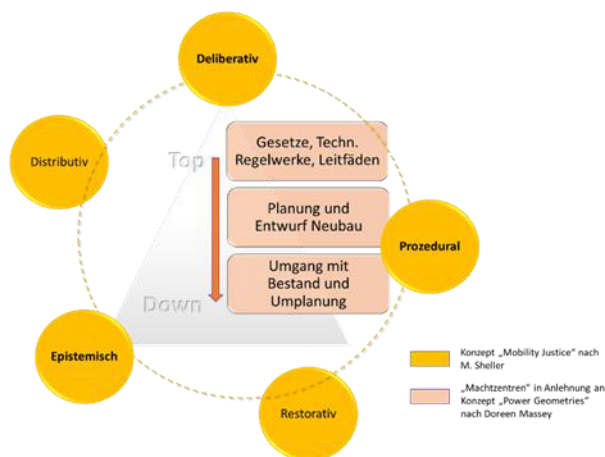 Deliberativ
Distributiv
Top
Gesetze, Techn.
Regelwerke, Leitfäden
Planung und
Entwurf Neubau
Prozedural
Umgang mit
Bestand und
Umplanung
Down
Epistemisch
Restorativ
Konzept „Mobility Justice" nach
M. Sheller
„Machtzentren" in Anlehnung an
Konzept „Power Geometries"
nach Doreen Massey